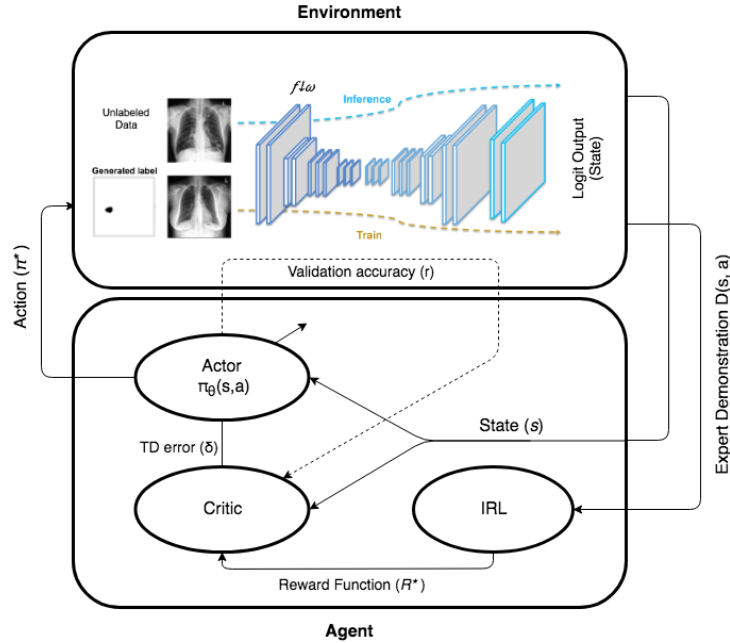 Environment
f↓ω
Unlabeled
Data
Inference
L
Generated label
L
Train
Logit Output
(State)
Action (π*)
Validation accuracy (r)
Expert Demonstration D(s, a)
Actor
π_θ(s,a)
State (s)
TD error (δ)
Critic
IRL
Reward Function (R*)
Agent